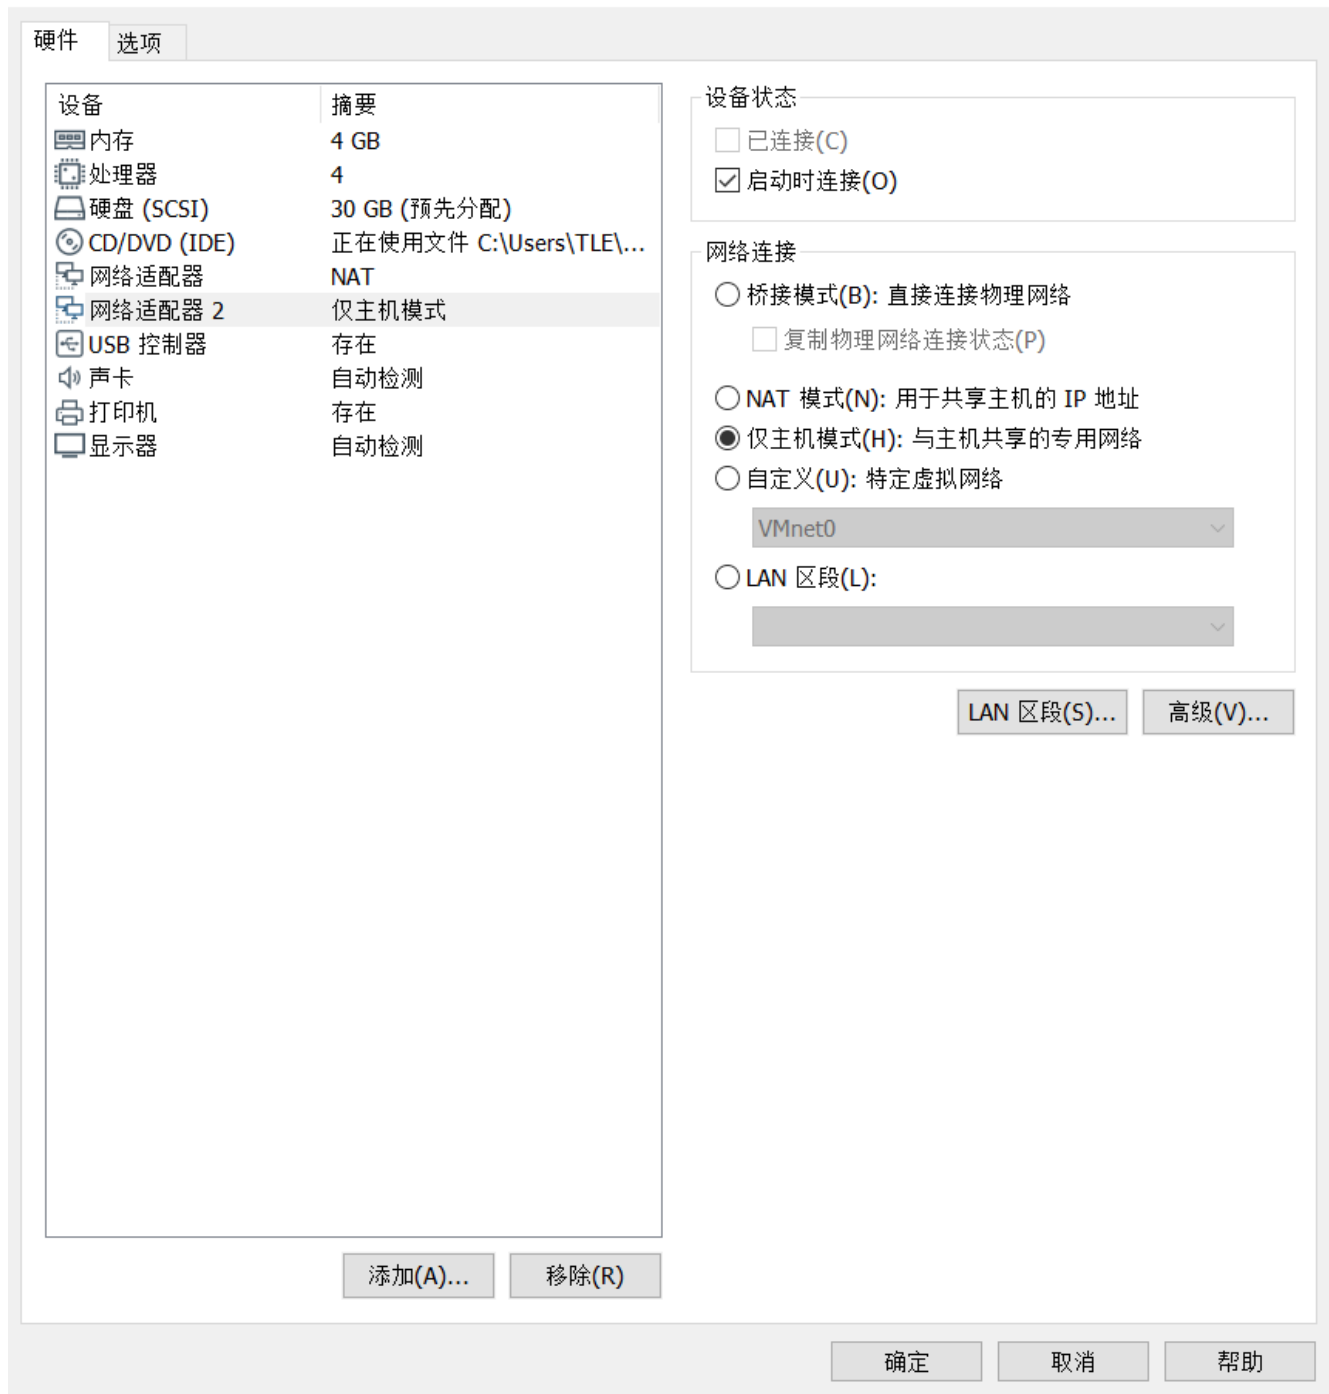 硬件 选项
设备 摘要
内存 4 GB
处理器 4
硬盘 (SCSI) 30 GB (预先分配)
CD/DVD (IDE) 正在使用文件 C:\Users\TLE\...
网络适配器 NAT
网络适配器 2 仅主机模式
USB 控制器 存在
声卡 自动检测
打印机 存在
显示器 自动检测
添加(A)... 移除(R)
设备状态
已连接(C)
启动时连接(O)
网络连接
桥接模式(B): 直接连接物理网络
复制物理网络连接状态(P)
NAT 模式(N): 用于共享主机的 IP 地址
仅主机模式(H): 与主机共享的专用网络
自定义(U): 特定虚拟网络
VMnet0
LAN 区段(L):
LAN 区段(S)... 高级(V)...
确定 取消 帮助